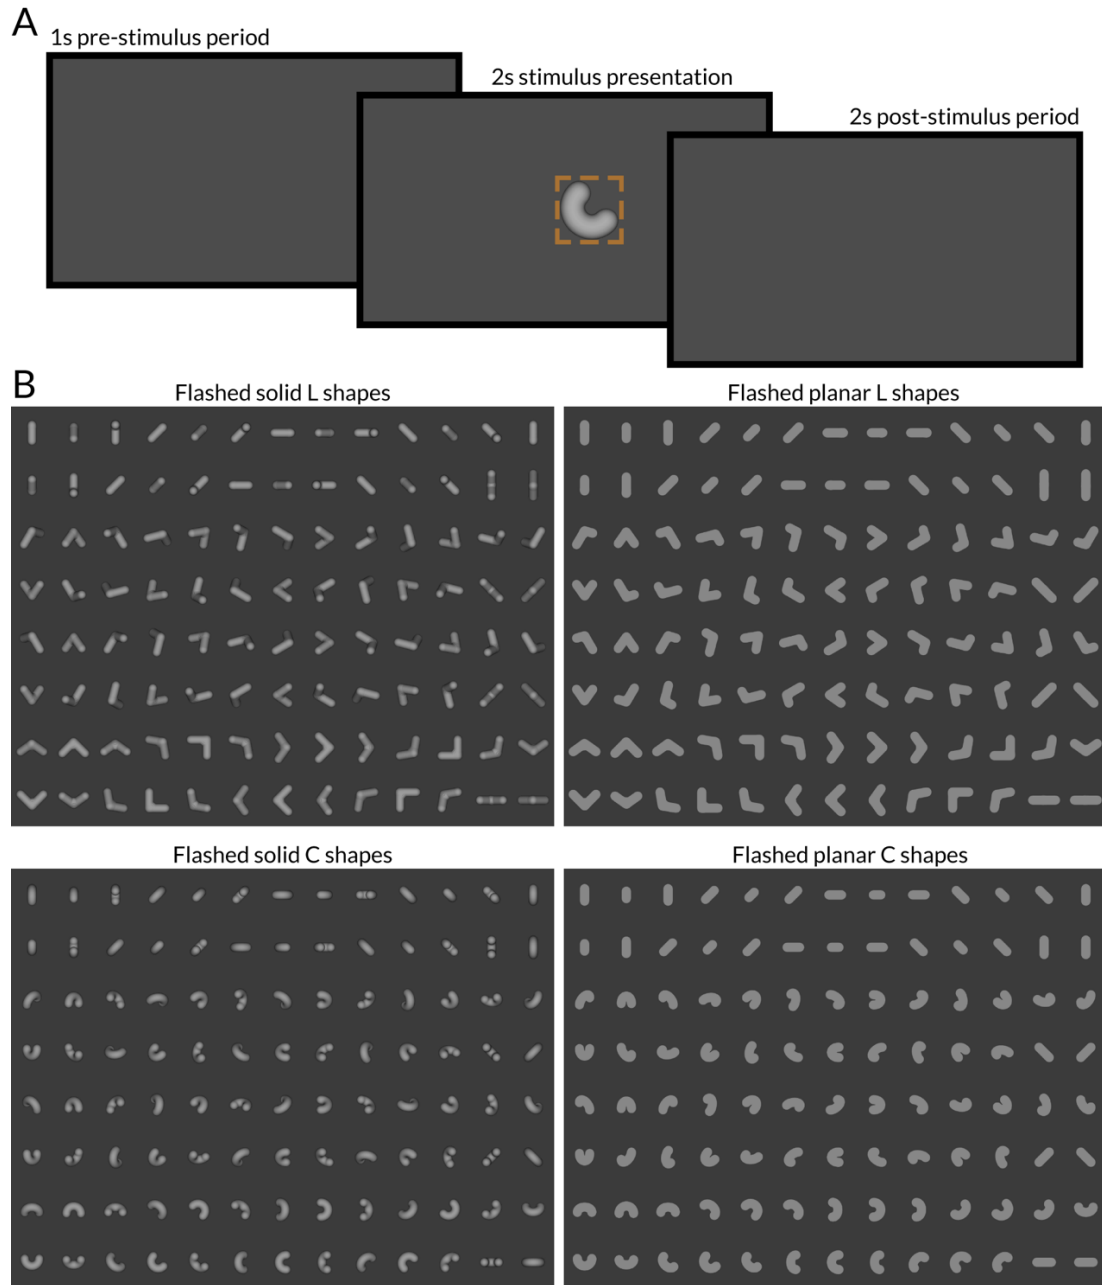 A
1s pre-stimulus period
2s stimulus presentation
2s post-stimulus period
B
Flashed solid L shapes
Flashed planar L shapes
Flashed solid C shapes
Flashed planar C shapes